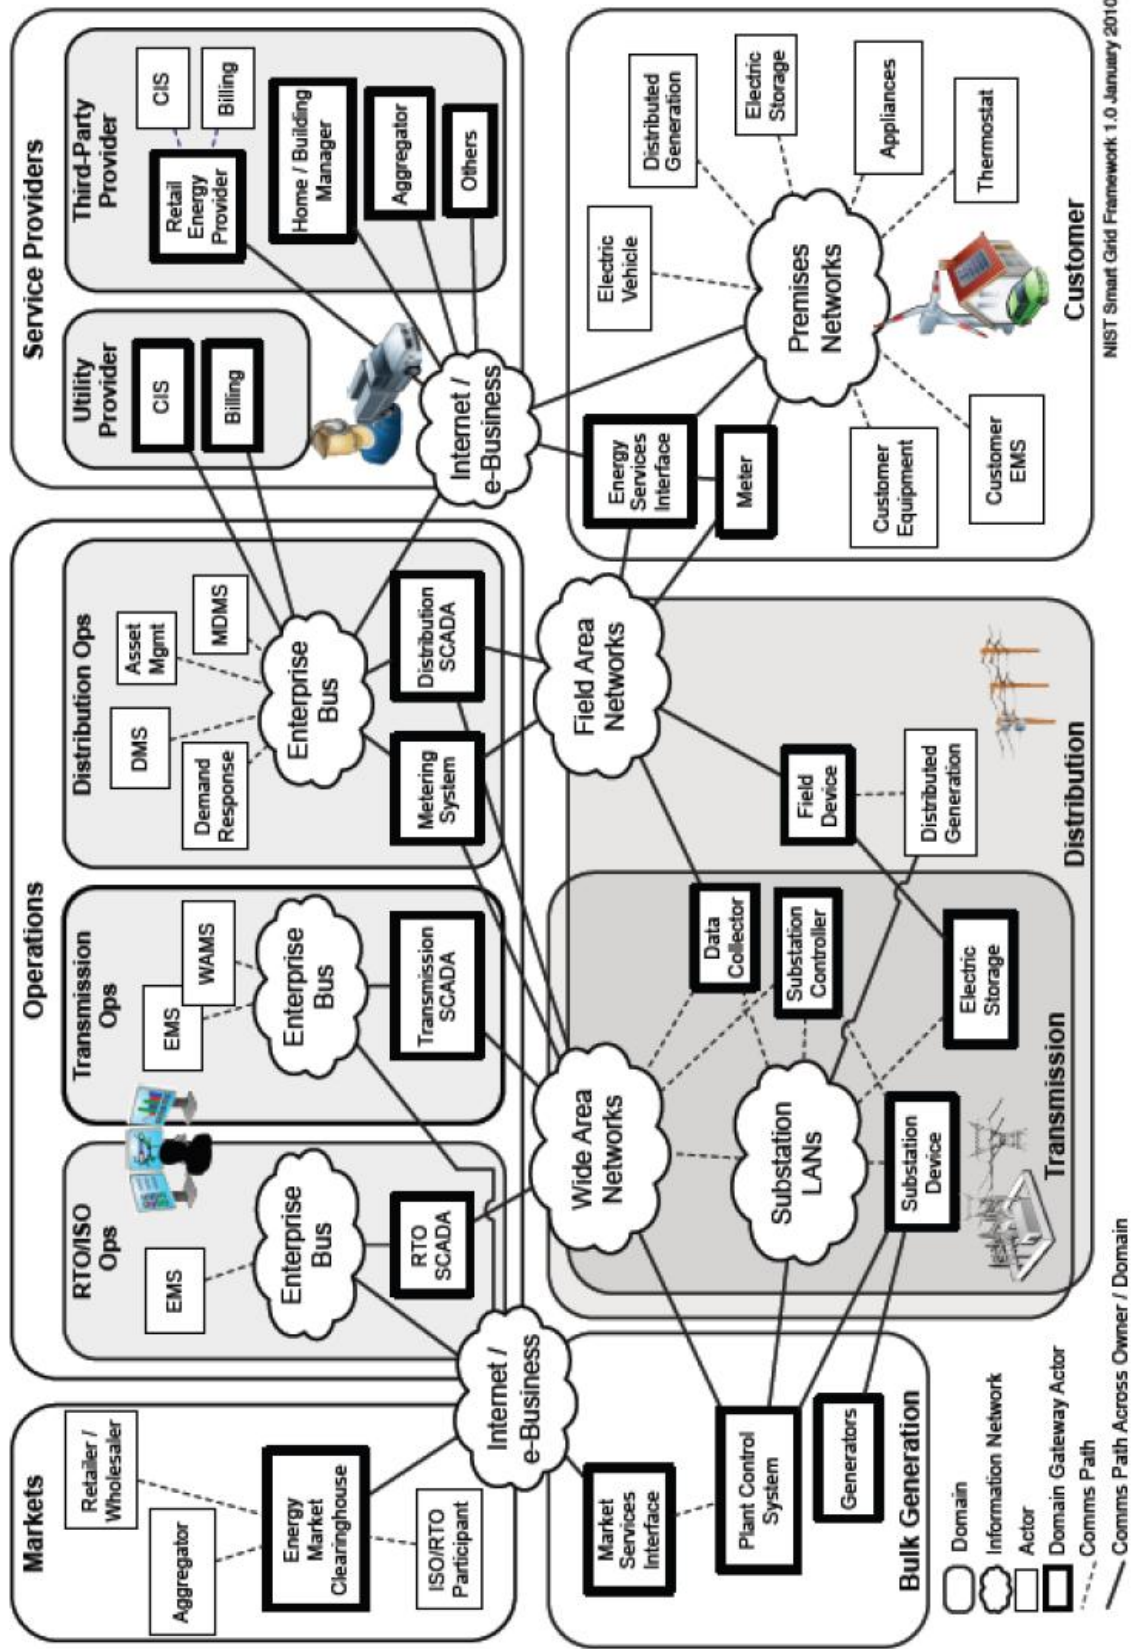 Markets
Retailer /
Wholesaler
Aggregator
Energy
Market
Clearinghouse
ISO/RTO
Participant
Internet /
e-Business
Operations
RTO/ISO
Ops
EMS
Enterprise
Bus
RTO
SCADA
Transmission
Ops
EMS
WAMS
Enterprise
Bus
Transmission
SCADA
Distribution Ops
DMS
Asset
Mgmt
Demand
Response
MDMS
Enterprise
Bus
Metering
System
Distribution
SCADA
Service Providers
Utility
Provider
CIS
Billing
Third-Party
Provider
CIS
Billing
Retail
Energy
Provider
Home / Building
Manager
Aggregator
Others
Internet /
e-Business
Bulk Generation
Market
Services
Interface
Plant Control
System
Generators
Wide Area
Networks
Substation
LANs
Substation
Device
Data
Collector
Substation
Controller
Electric
Storage
Transmission
Field Area
Networks
Field
Device
Distributed
Generation
Distribution
Energy
Services
Interface
Meter
Premises
Networks
Electric
Vehicle
Distributed
Generation
Electric
Storage
Appliances
Thermostat
Customer
Equipment
Customer
EMS
Customer
Domain
Information Network
Actor
Domain Gateway Actor
Comms Path
Comms Path Across Owner / Domain
NIST Smart Grid Framework 1.0 January 2010